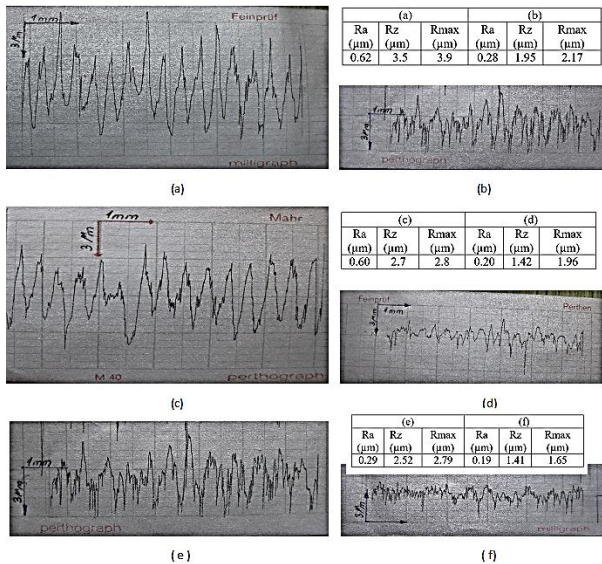 Feinprüf
1mm
3μm
milligraph
(a)
(a) (b)
Ra (μm) Rz (μm) Rmax (μm) Ra (μm) Rz (μm) Rmax (μm)
0.62 3.5 3.9 0.28 1.95 2.17
1mm
3μm
perthograph
(b)
Mahr
1mm
3μm
M 40
perthograph
(c)
(c) (d)
Ra (μm) Rz (μm) Rmax (μm) Ra (μm) Rz (μm) Rmax (μm)
0.60 2.7 2.8 0.20 1.42 1.96
Feinprüf
Perthen
1mm
3μm
(d)
1mm
3μm
perthograph
(e)
(e) (f)
Ra (μm) Rz (μm) Rmax (μm) Ra (μm) Rz (μm) Rmax (μm)
0.29 2.52 2.79 0.19 1.41 1.65
3μm
milligraph
(f)